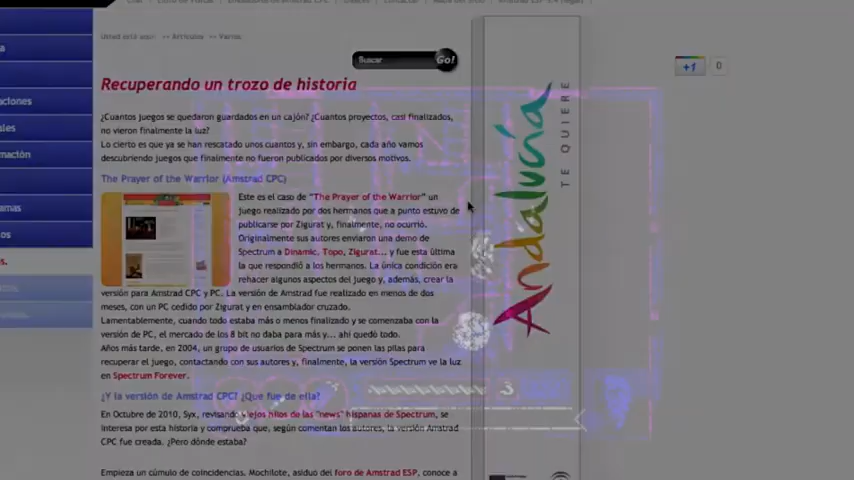 Usted está aquí: >> Artículos >> Varios
Buscar
Go!
+1
0
Recuperando un trozo de historia
¿Cuantos juegos se quedaron guardados en un cajón? ¿Cuantos proyectos, casi finalizados,
no vieron finalmente la luz?
Lo cierto es que ya se han rescatado unos cuantos y, sin embargo, cada año vamos
descubriendo juegos que finalmente no fueron publicados por diversos motivos.
The Prayer of the Warrior (Amstrad CPC)
Este es el caso de "The Prayer of the Warrior" un
juego realizado por dos hermanos que a punto estuvo de
publicarse por Zigurat y, finalmente, no ocurrió.
Originalmente sus autores enviaron una demo de
Spectrum a Dinamic, Topo, Zigurat... y fue esta última
la que respondió a los hermanos. La única condición era
rehacer algunos aspectos del juego y, además, crear la
versión para Amstrad CPC y PC. La versión de Amstrad fue realizado en menos de dos
meses, con un PC cedido por Zigurat y en ensamblador cruzado.
Lamentablemente, cuando todo estaba más o menos finalizado y se comenzaba con la
versión de PC, el mercado de los 8 bit no daba para más y... ahí quedó todo.
Años más tarde, en 2004, un grupo de usuarios de Spectrum se ponen las pilas para
recuperar el juego, contactando con sus autores y, finalmente, la versión Spectrum ve la luz
en Spectrum Forever.
¿Y la versión de Amstrad CPC? ¿Que fue de ella?
En Octubre de 2010, Syx, revisando viejos hilos de las "news" hispanas de Spectrum, se
interesa por esta historia y comprueba que, según comentan los autores, la versión Amstrad
CPC fue creada. ¿Pero dónde estaba?
Empieza un cúmulo de coincidencias. Mochilote, asiduo del foro de Amstrad ESP, conoce a
Andalucía
TE QUIERE